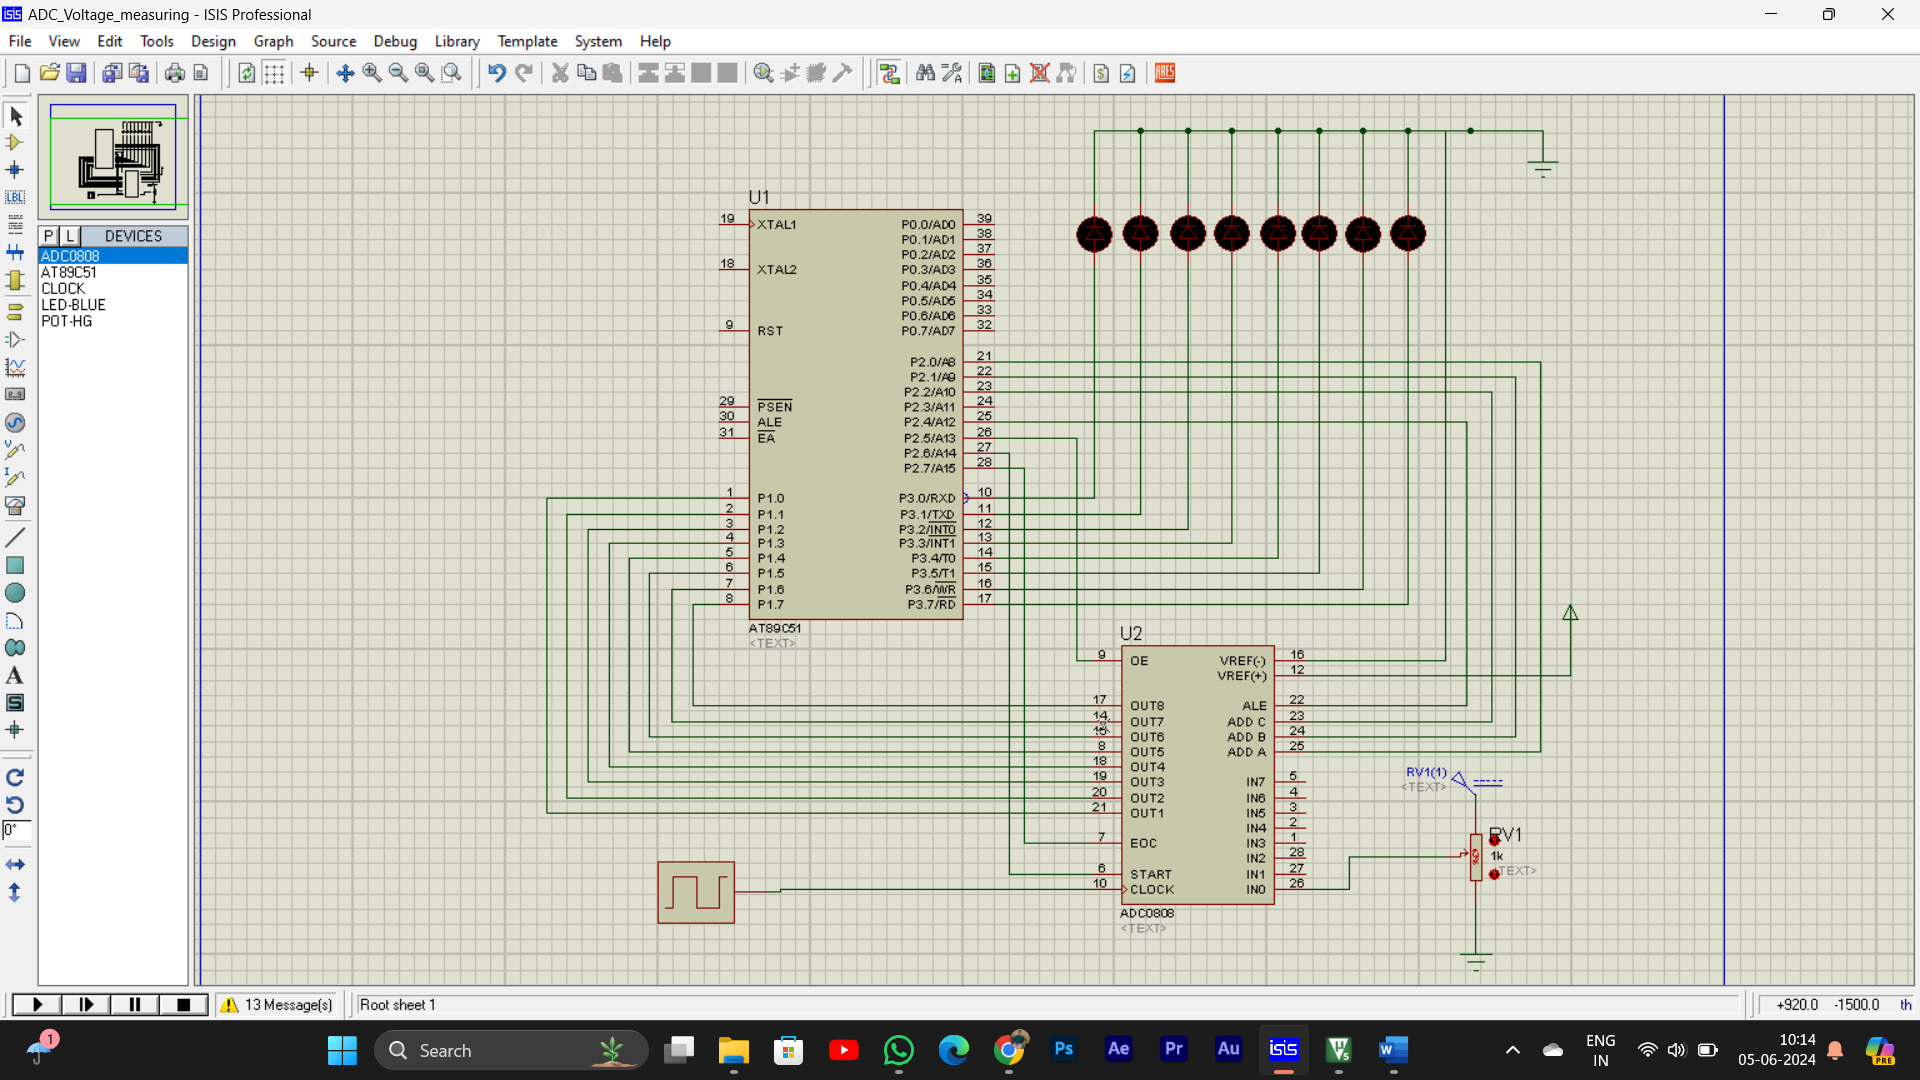 ADC_Voltage_measuring - ISIS Professional
File View Edit Tools Design Graph Source Debug Library Template System Help
LBL
P L DEVICES
ADC0808
AT89C51
CLOCK
LED-BLUE
POT-HG
A
S
0°
ARES
U1
19 XTAL1
18 XTAL2
9 RST
29 PSEN
30 ALE
31 EA
1 P1.0
2 P1.1
3 P1.2
4 P1.3
5 P1.4
6 P1.5
7 P1.6
8 P1.7
P0.0/AD0 39
P0.1/AD1 38
P0.2/AD2 37
P0.3/AD3 36
P0.4/AD4 35
P0.5/AD5 34
P0.6/AD6 33
P0.7/AD7 32
P2.0/A8 21
P2.1/A9 22
P2.2/A10 23
P2.3/A11 24
P2.4/A12 25
P2.5/A13 26
P2.6/A14 27
P2.7/A15 28
P3.0/RXD 10
P3.1/TXD 11
P3.2/INT0 12
P3.3/INT1 13
P3.4/T0 14
P3.5/T1 15
P3.6/WR 16
P3.7/RD 17
AT89C51
<TEXT>
U2
9 OE
17 OUT8
14 OUT7
15 OUT6
8 OUT5
18 OUT4
19 OUT3
20 OUT2
21 OUT1
7 EOC
6 START
10 CLOCK
VREF(-) 16
VREF(+) 12
ALE 22
ADD C 23
ADD B 24
ADD A 25
IN7 5
IN6 4
IN5 3
IN4 2
IN3 1
IN2 28
IN1 27
IN0 26
ADC0808
<TEXT>
RV1(1)
<TEXT>
RV1
1k
<TEXT>
13 Message(s)
Root sheet 1
+920.0 -1500.0 th
1
Search
Ps
Ae
Pr
Au
isis
W
ENG
IN
10:14
05-06-2024
PRE